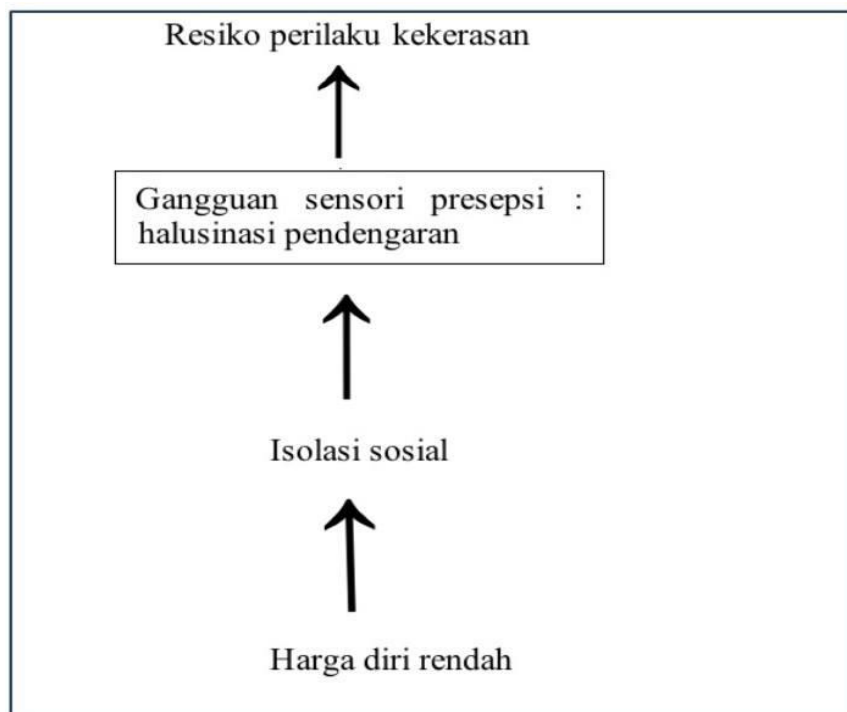 Resiko perilaku kekerasan
Gangguan sensori presepsi :
halusinasi pendengaran
Isolasi sosial
Harga diri rendah